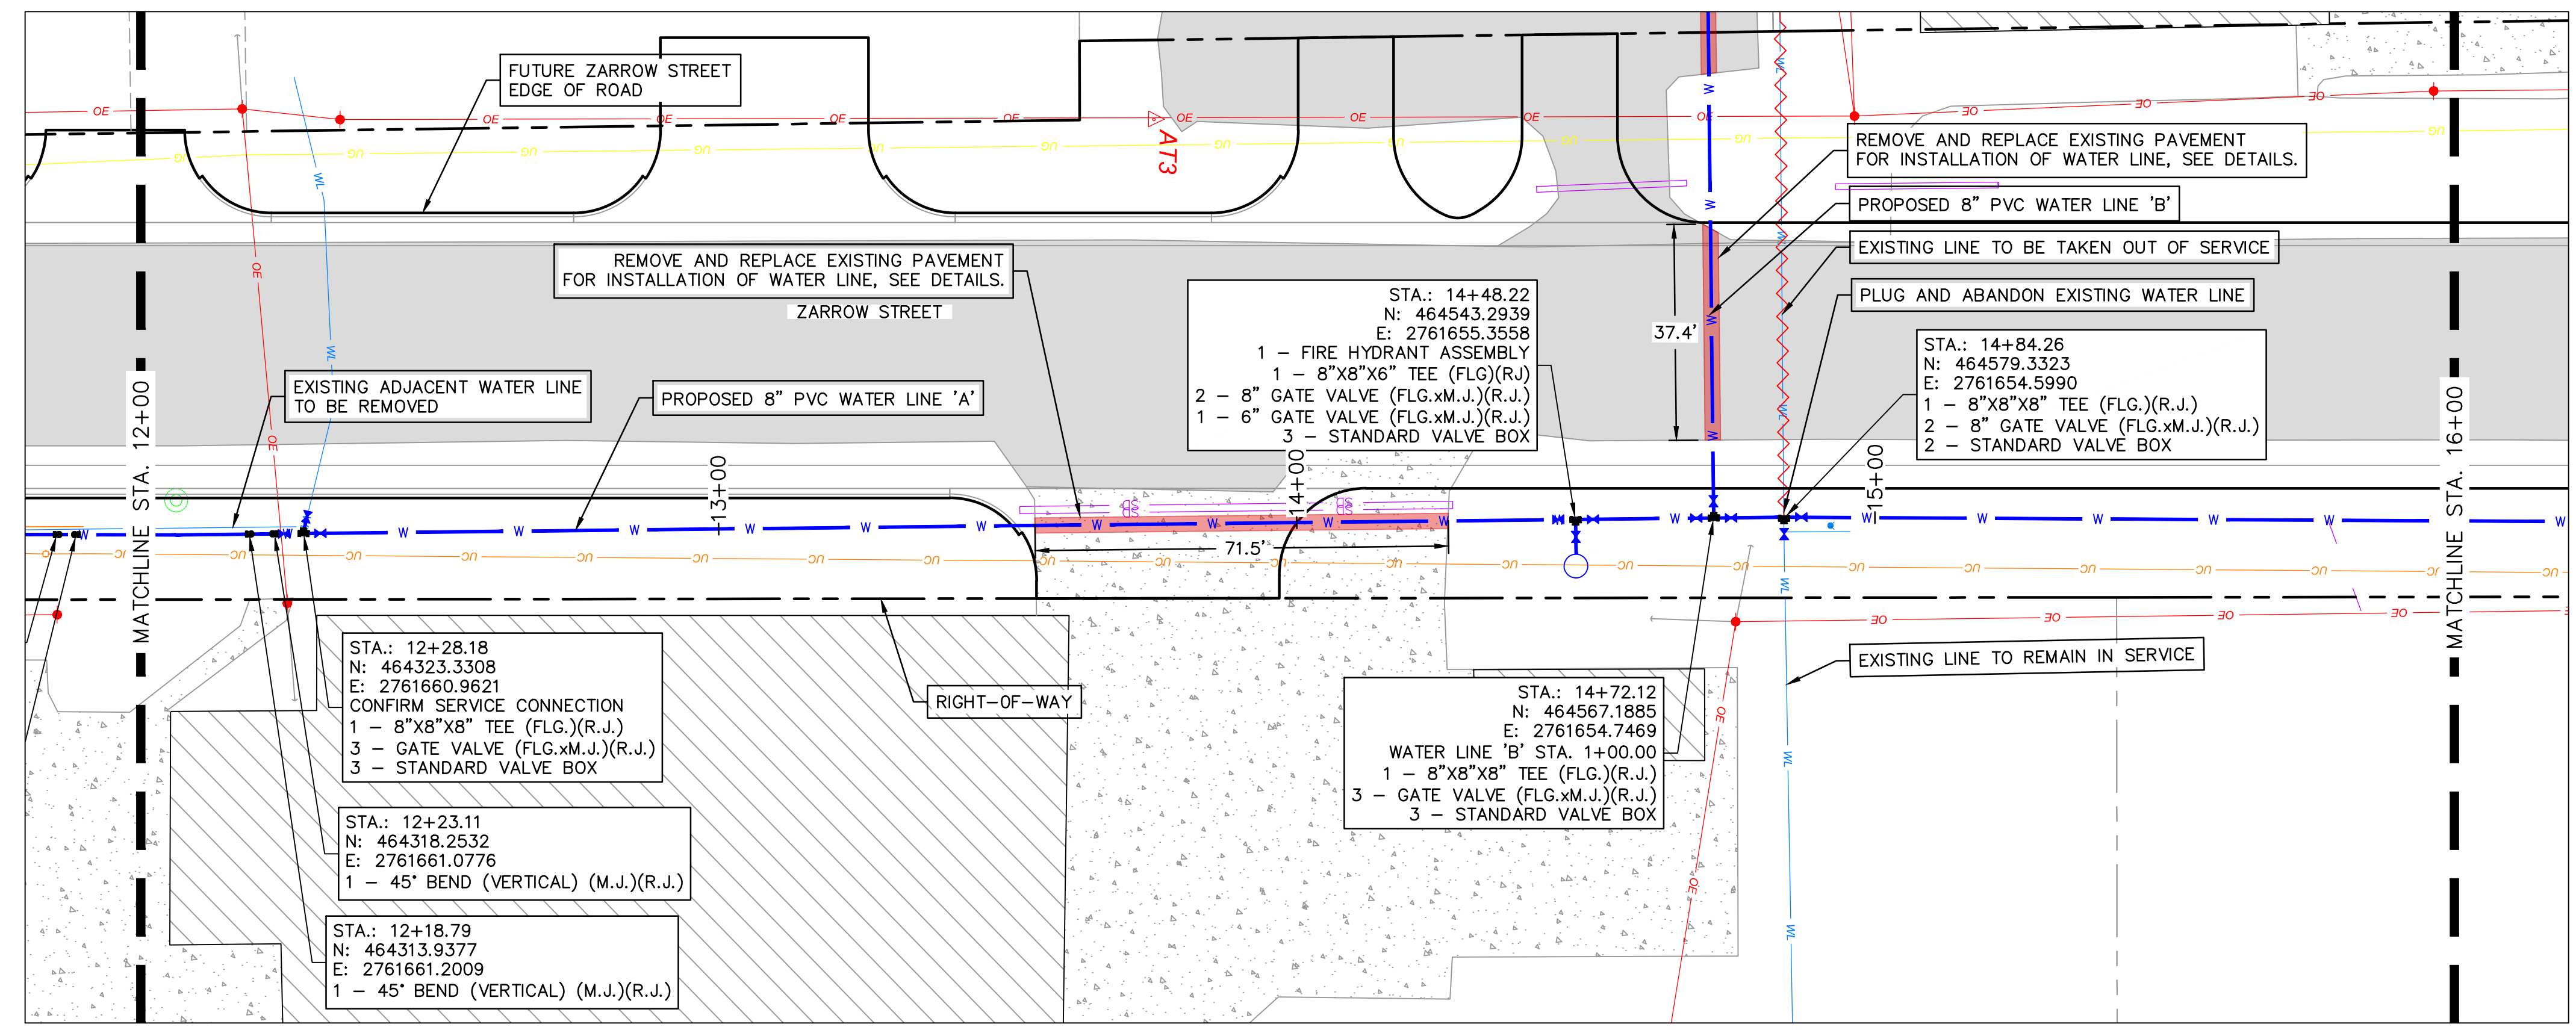 FUTURE ZARROW STREET
EDGE OF ROAD
AT3
REMOVE AND REPLACE EXISTING PAVEMENT
FOR INSTALLATION OF WATER LINE, SEE DETAILS.
PROPOSED 8" PVC WATER LINE 'B'
EXISTING LINE TO BE TAKEN OUT OF SERVICE
PLUG AND ABANDON EXISTING WATER LINE
REMOVE AND REPLACE EXISTING PAVEMENT
FOR INSTALLATION OF WATER LINE, SEE DETAILS.
ZARROW STREET
STA.: 14+48.22
N: 464543.2939
E: 2761655.3558
1 – FIRE HYDRANT ASSEMBLY
1 – 8"X8"X6" TEE (FLG)(RJ)
2 – 8" GATE VALVE (FLG.xM.J.)(R.J.)
1 – 6" GATE VALVE (FLG.xM.J.)(R.J.)
3 – STANDARD VALVE BOX
37.4'
STA.: 14+84.26
N: 464579.3323
E: 2761654.5990
1 – 8"X8"X8" TEE (FLG.)(R.J.)
2 – 8" GATE VALVE (FLG.xM.J.)(R.J.)
2 – STANDARD VALVE BOX
EXISTING ADJACENT WATER LINE
TO BE REMOVED
PROPOSED 8" PVC WATER LINE 'A'
MATCHLINE STA. 12+00
13+00
14+00
15+00
MATCHLINE STA. 16+00
71.5'
STA.: 12+28.18
N: 464323.3308
E: 2761660.9621
CONFIRM SERVICE CONNECTION
1 – 8"X8"X8" TEE (FLG.)(R.J.)
3 – GATE VALVE (FLG.xM.J.)(R.J.)
3 – STANDARD VALVE BOX
RIGHT-OF-WAY
STA.: 14+72.12
N: 464567.1885
E: 2761654.7469
WATER LINE 'B' STA. 1+00.00
1 – 8"X8"X8" TEE (FLG.)(R.J.)
3 – GATE VALVE (FLG.xM.J.)(R.J.)
3 – STANDARD VALVE BOX
EXISTING LINE TO REMAIN IN SERVICE
STA.: 12+23.11
N: 464318.2532
E: 2761661.0776
1 – 45° BEND (VERTICAL) (M.J.)(R.J.)
STA.: 12+18.79
N: 464313.9377
E: 2761661.2009
1 – 45° BEND (VERTICAL) (M.J.)(R.J.)
OE
UG
WL
W
SD
UC